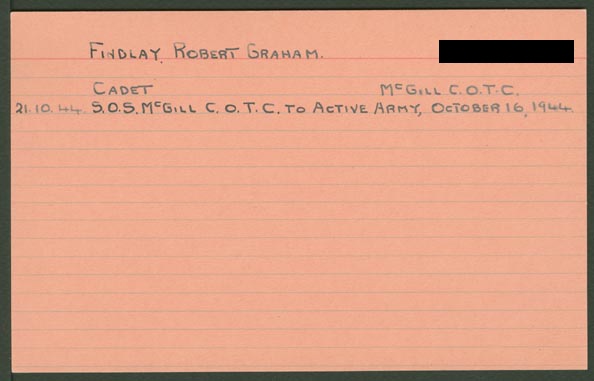 FINDLAY, ROBERT GRAHAM.
CADET McGILL C.O.T.C.
21.10.44. S.O.S. McGILL C.O.T.C. TO ACTIVE ARMY, OCTOBER 16, 1944.